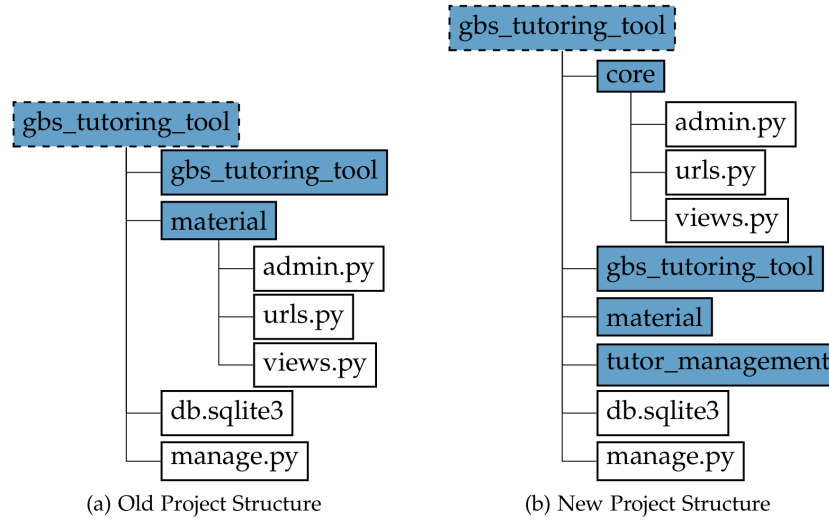 gbs_tutoring_tool
gbs_tutoring_tool
material
admin.py
urls.py
views.py
db.sqlite3
manage.py
(a) Old Project Structure
gbs_tutoring_tool
core
admin.py
urls.py
views.py
gbs_tutoring_tool
material
tutor_management
db.sqlite3
manage.py
(b) New Project Structure